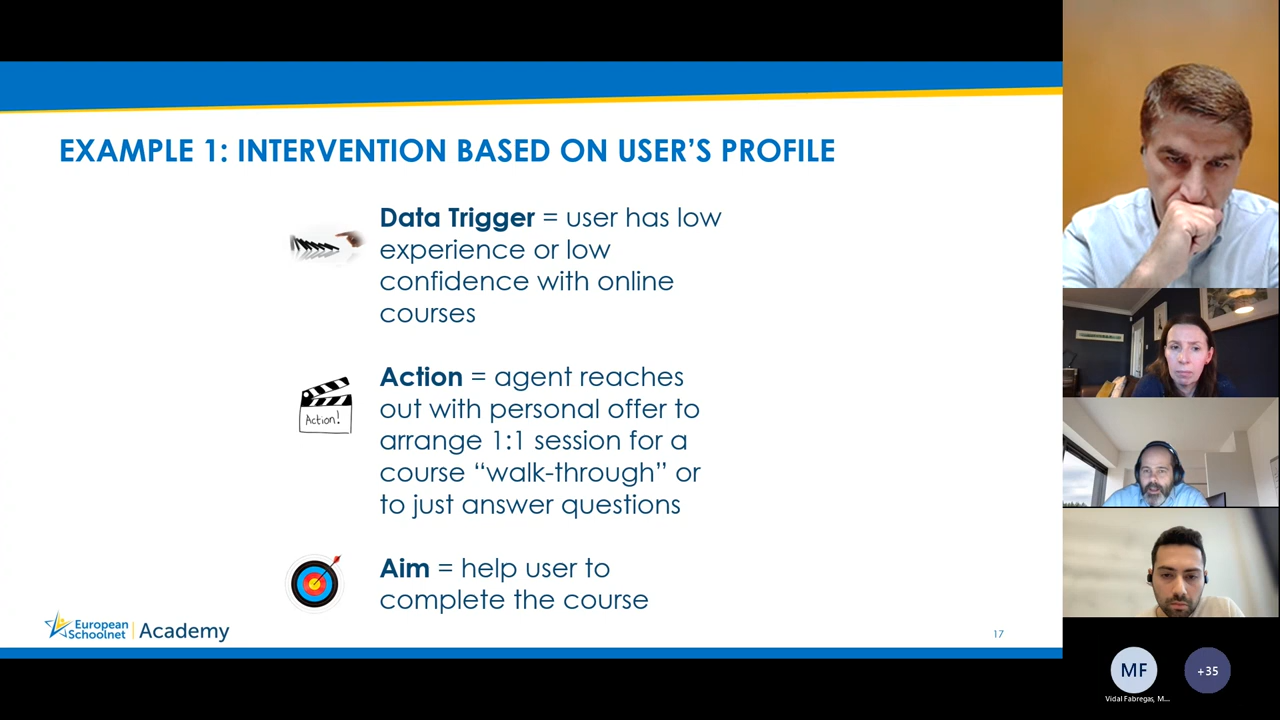 EXAMPLE 1: INTERVENTION BASED ON USER'S PROFILE
Data Trigger = user has low
experience or low
confidence with online
courses
Action!
Action = agent reaches
out with personal offer to
arrange 1:1 session for a
course “walk-through” or
to just answer questions
Aim = help user to
complete the course
European
Schoolnet
Academy
17
MF
+35
Vidal Fabregas, M...